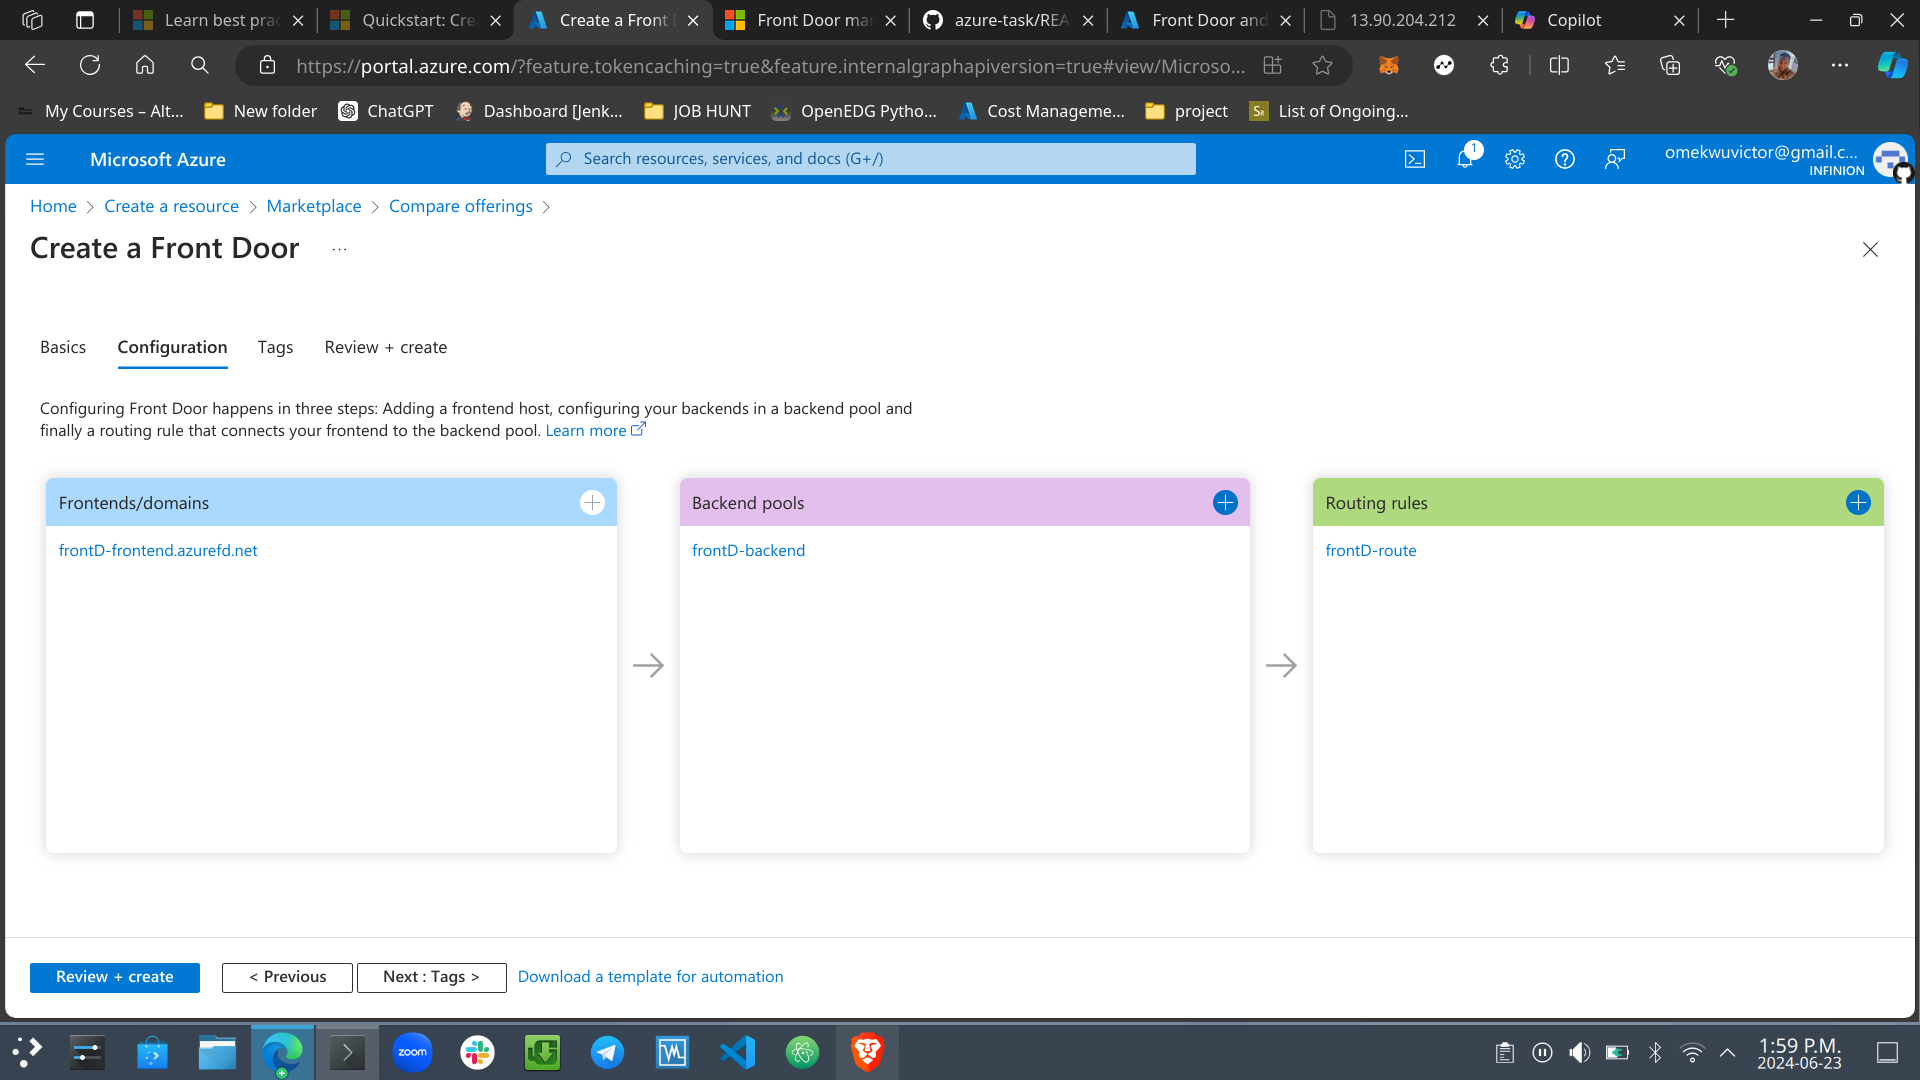 Learn best prac
Quickstart: Cre
Create a Front
Front Door mar
azure-task/REA
Front Door and
13.90.204.212
Copilot
https://portal.azure.com/?feature.tokencaching=true&feature.internalgraphapiversion=true#view/Microso...
My Courses – Alt...
New folder
ChatGPT
Dashboard [Jenk...
JOB HUNT
OpenEDG Pytho...
Cost Manageme...
project
SR
List of Ongoing...
Microsoft Azure
Search resources, services, and docs (G+/)
1
omekwuvictor@gmail.c...
INFINION
Home > Create a resource > Marketplace > Compare offerings >
Create a Front Door ...
Basics
Configuration
Tags
Review + create
Configuring Front Door happens in three steps: Adding a frontend host, configuring your backends in a backend pool and
finally a routing rule that connects your frontend to the backend pool. Learn more
Frontends/domains
frontD-frontend.azurefd.net
Backend pools
frontD-backend
Routing rules
frontD-route
Review + create
< Previous
Next : Tags >
Download a template for automation
zoom
1:59 P.M.
2024-06-23